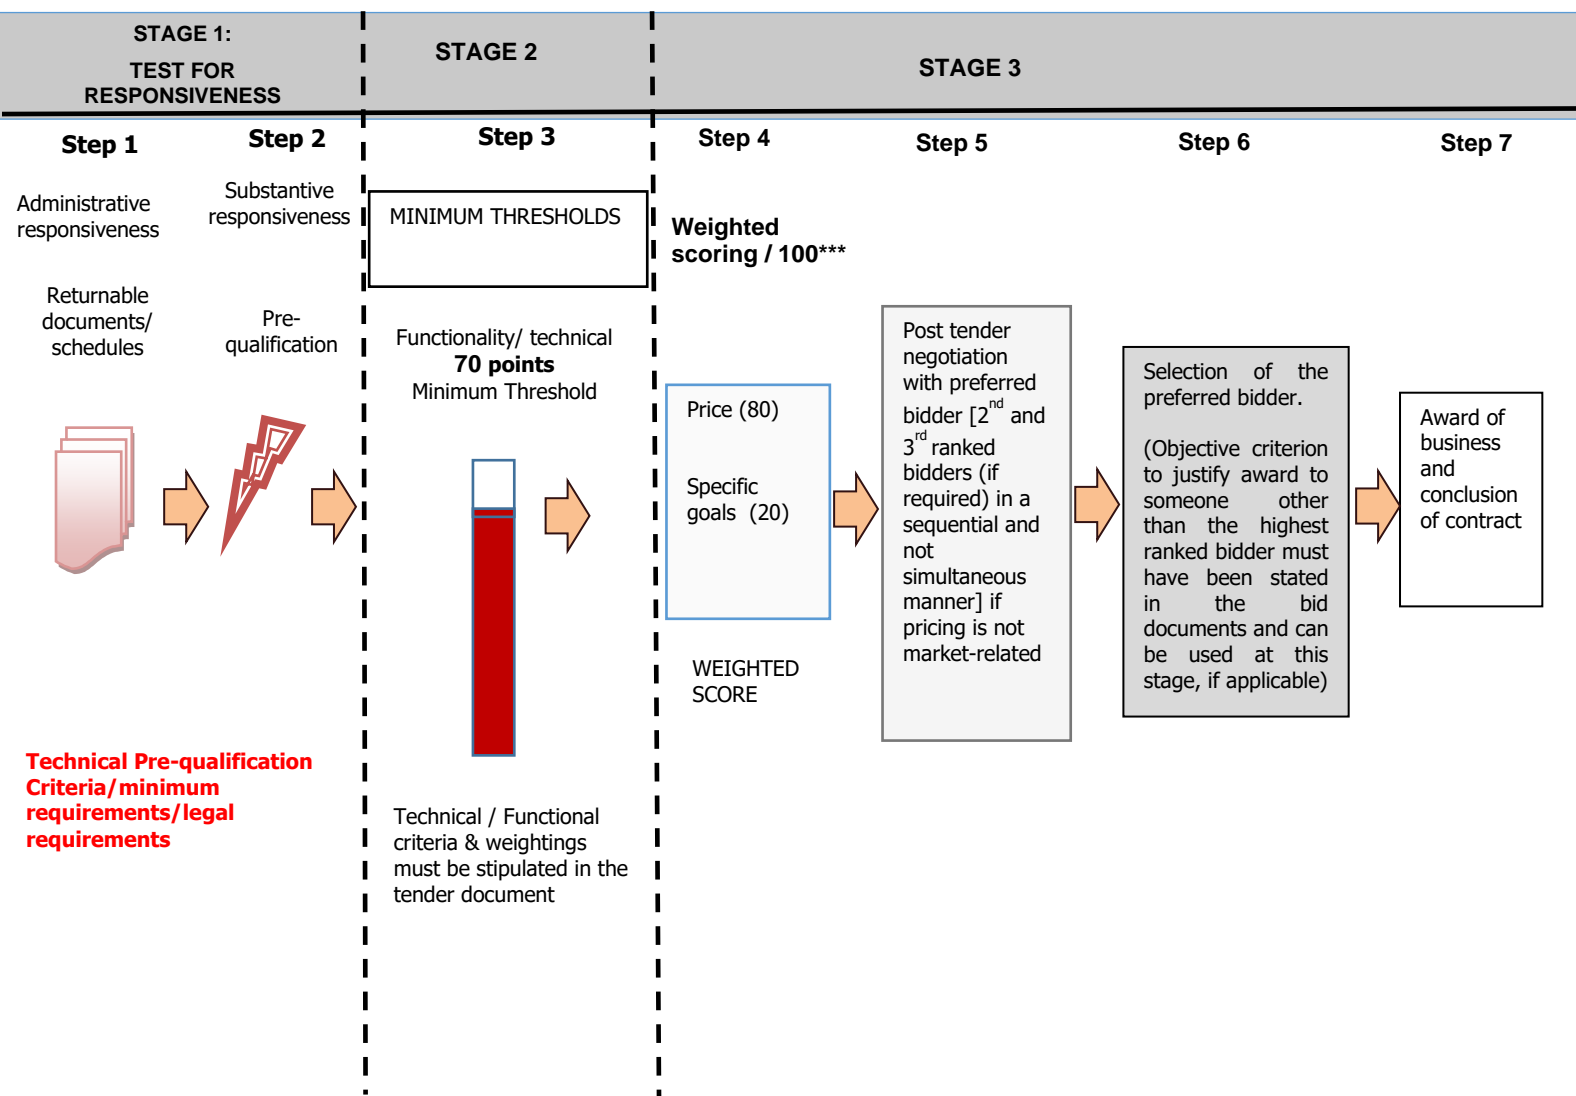 STAGE 1:
TEST FOR
RESPONSIVENESS
STAGE 2
STAGE 3
Step 1
Step 2
Step 3
Step 4
Step 5
Step 6
Step 7
Administrative
responsiveness
Returnable
documents/
schedules
Substantive
responsiveness
Pre-
qualification
Technical Pre-qualification
Criteria/minimum
requirements/legal
requirements
MINIMUM THRESHOLDS
Functionality/ technical
70 points
Minimum Threshold
Technical / Functional
criteria & weightings
must be stipulated in the
tender document
Weighted
scoring / 100***
Price (80)
Specific
goals (20)
WEIGHTED
SCORE
Post tender
negotiation
with preferred
bidder [2nd and
3rd ranked
bidders (if
required) in a
sequential and
not
simultaneous
manner] if
pricing is not
market-related
Selection of the
preferred bidder.
(Objective criterion
to justify award to
someone other
than the highest
ranked bidder must
have been stated
in the bid
documents and can
be used at this
stage, if applicable)
Award of
business
and
conclusion
of contract